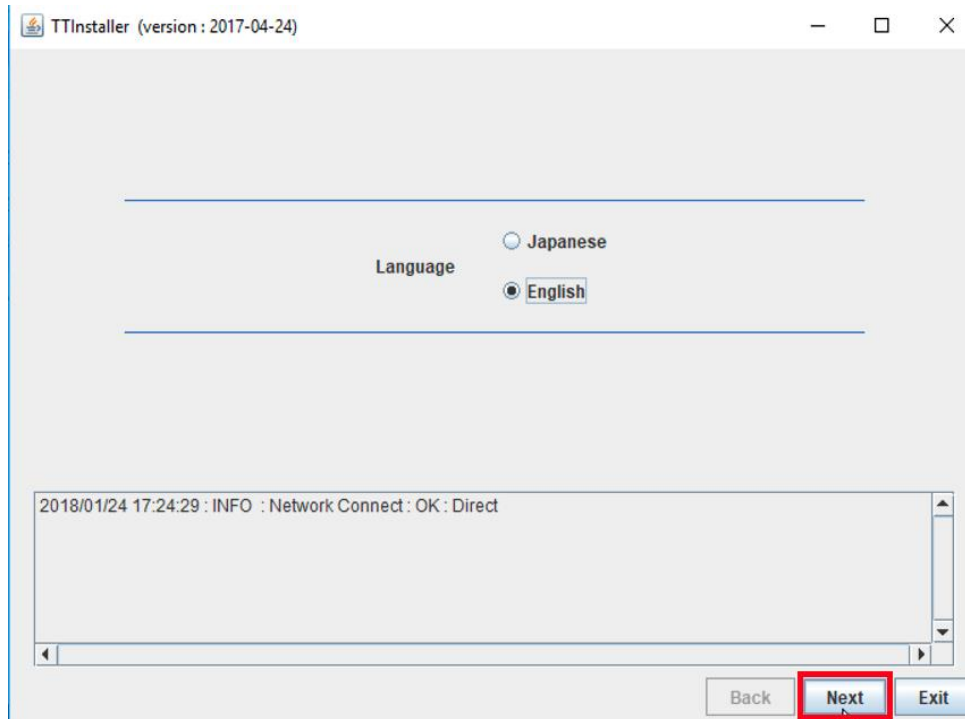 TTInstaller (version : 2017-04-24)
Japanese
Language
English
2018/01/24 17:24:29 : INFO : Network Connect : OK : Direct
Back Next Exit